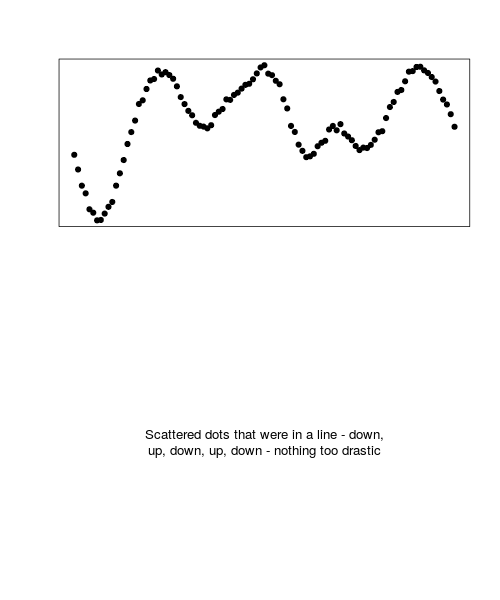 Scattered dots that were in a line - down,
up, down, up, down - nothing too drastic